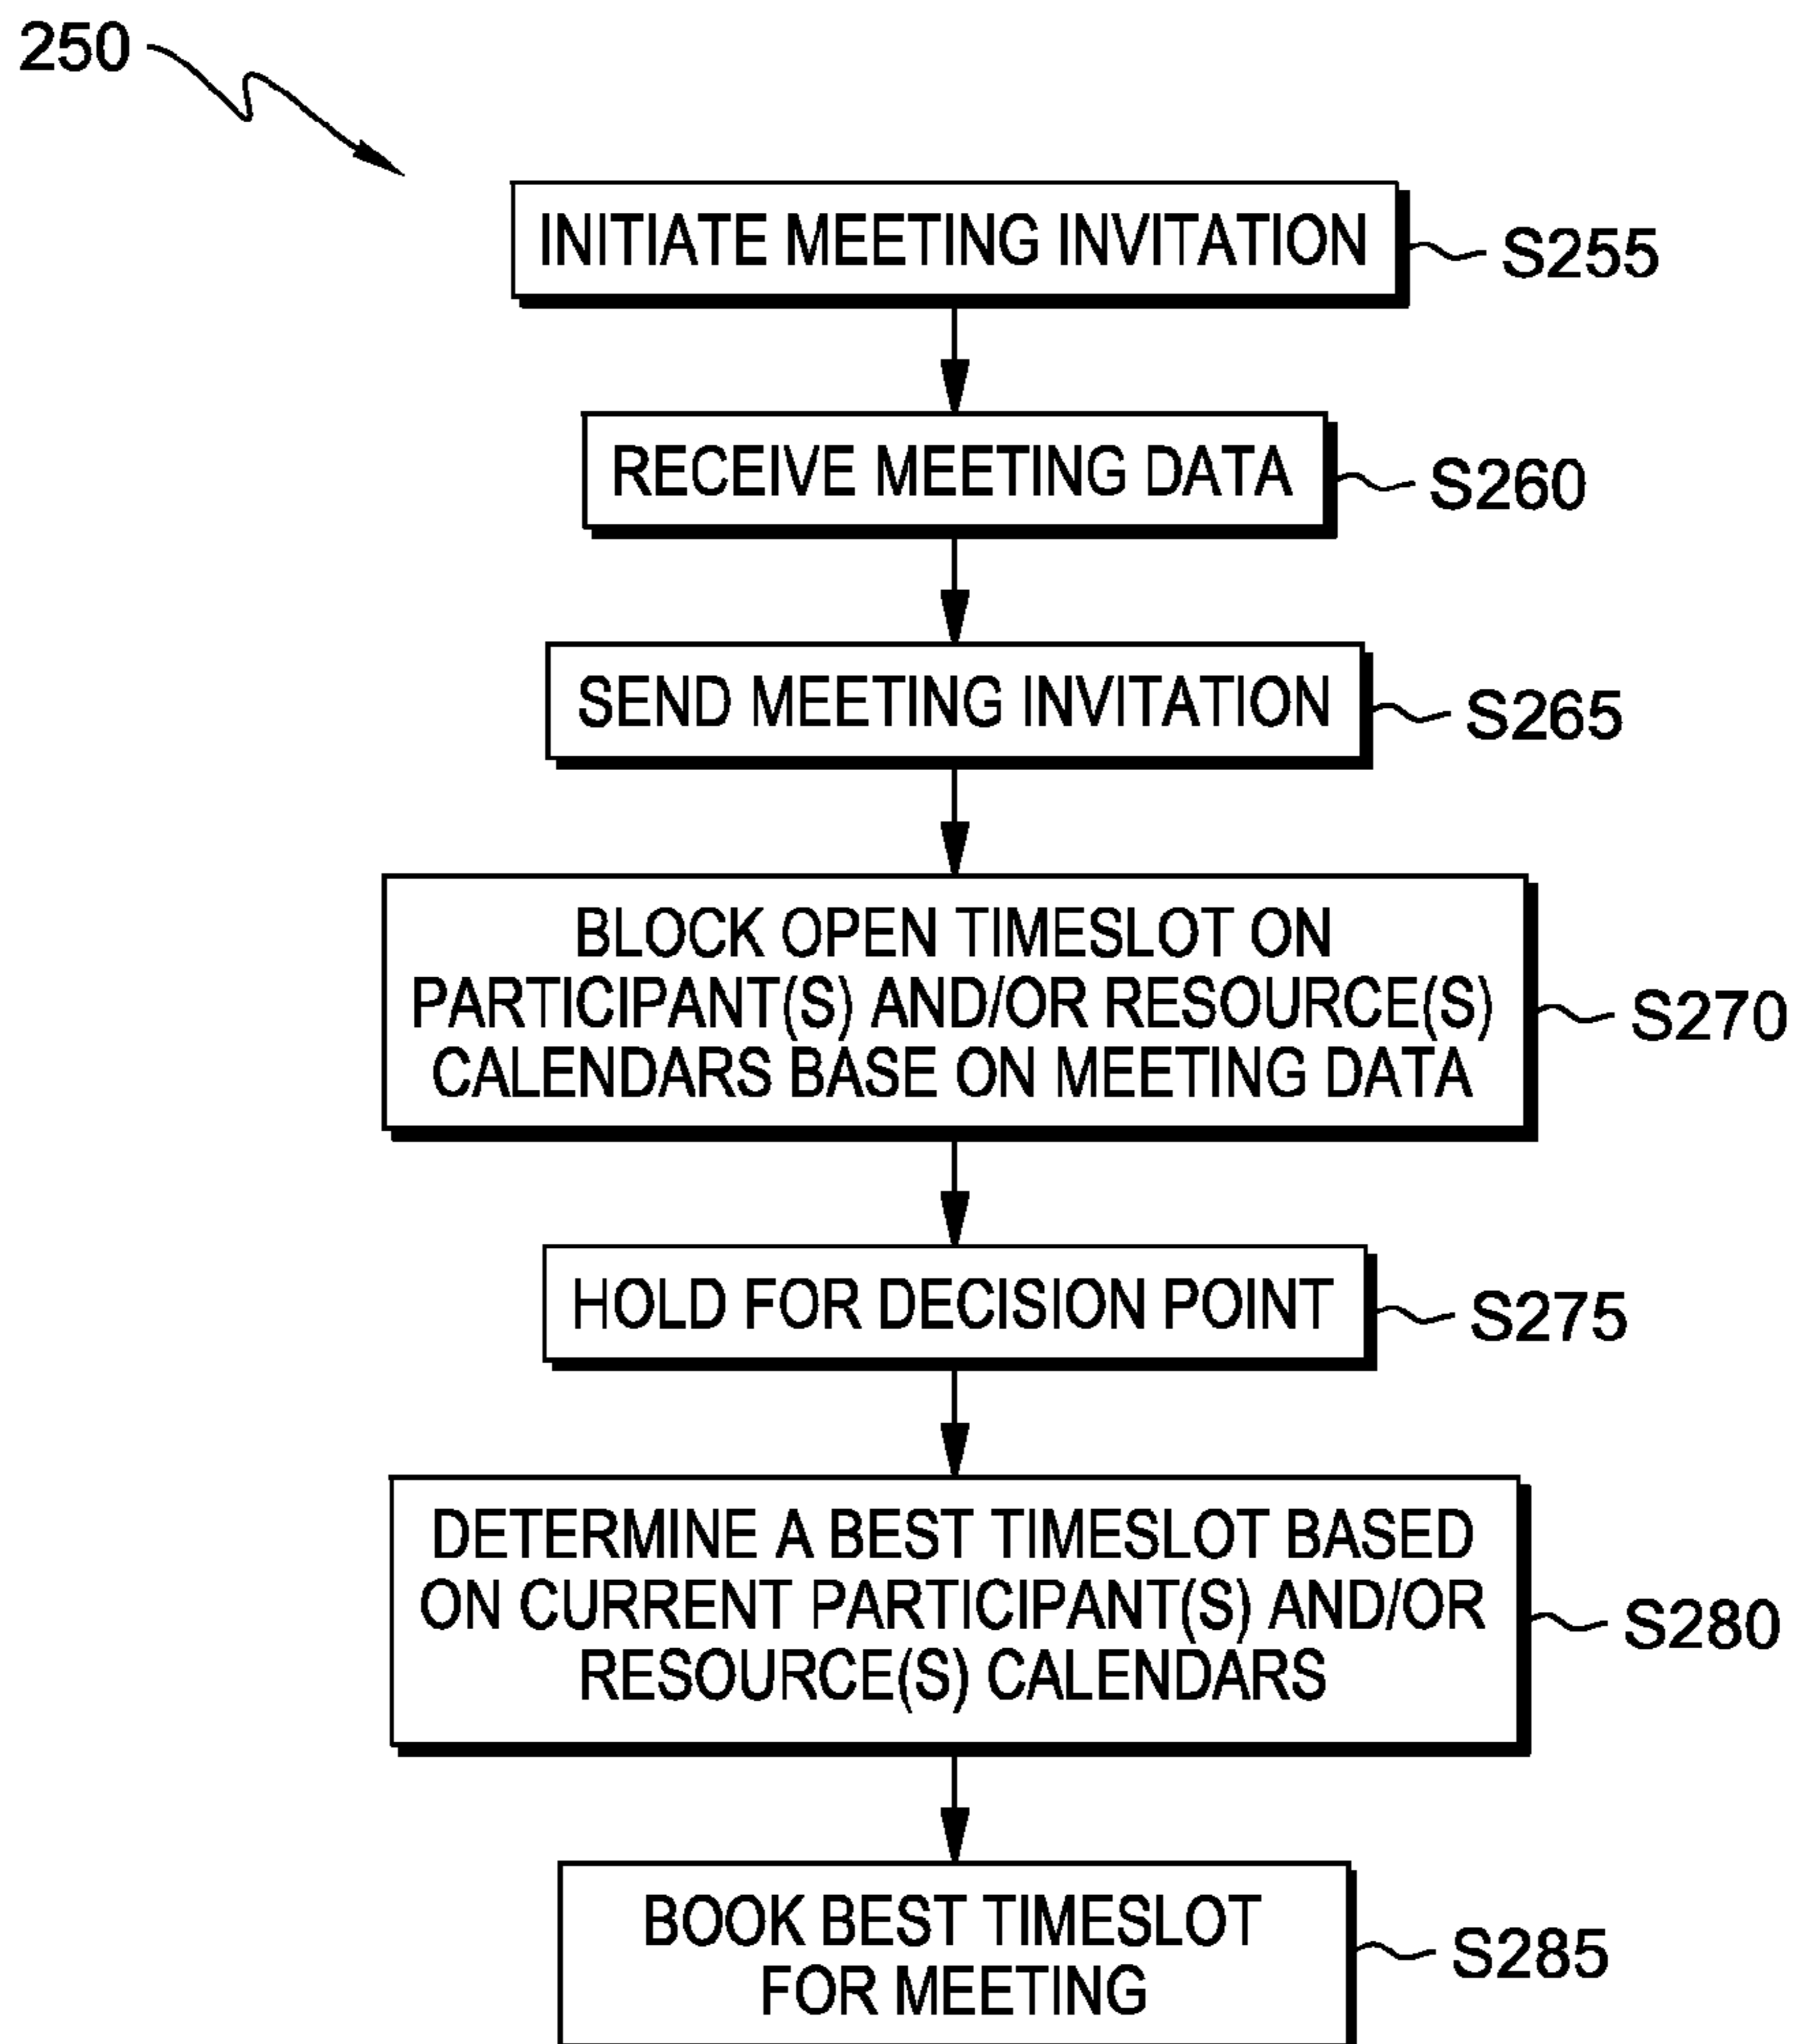 250
INITIATE MEETING INVITATION
S255
RECEIVE MEETING DATA
S260
SEND MEETING INVITATION
S265
BLOCK OPEN TIMESLOT ON
PARTICIPANT(S) AND/OR RESOURCE(S)
CALENDARS BASE ON MEETING DATA
S270
HOLD FOR DECISION POINT
S275
DETERMINE A BEST TIMESLOT BASED
ON CURRENT PARTICIPANT(S) AND/OR
RESOURCE(S) CALENDARS
S280
BOOK BEST TIMESLOT
FOR MEETING
S285